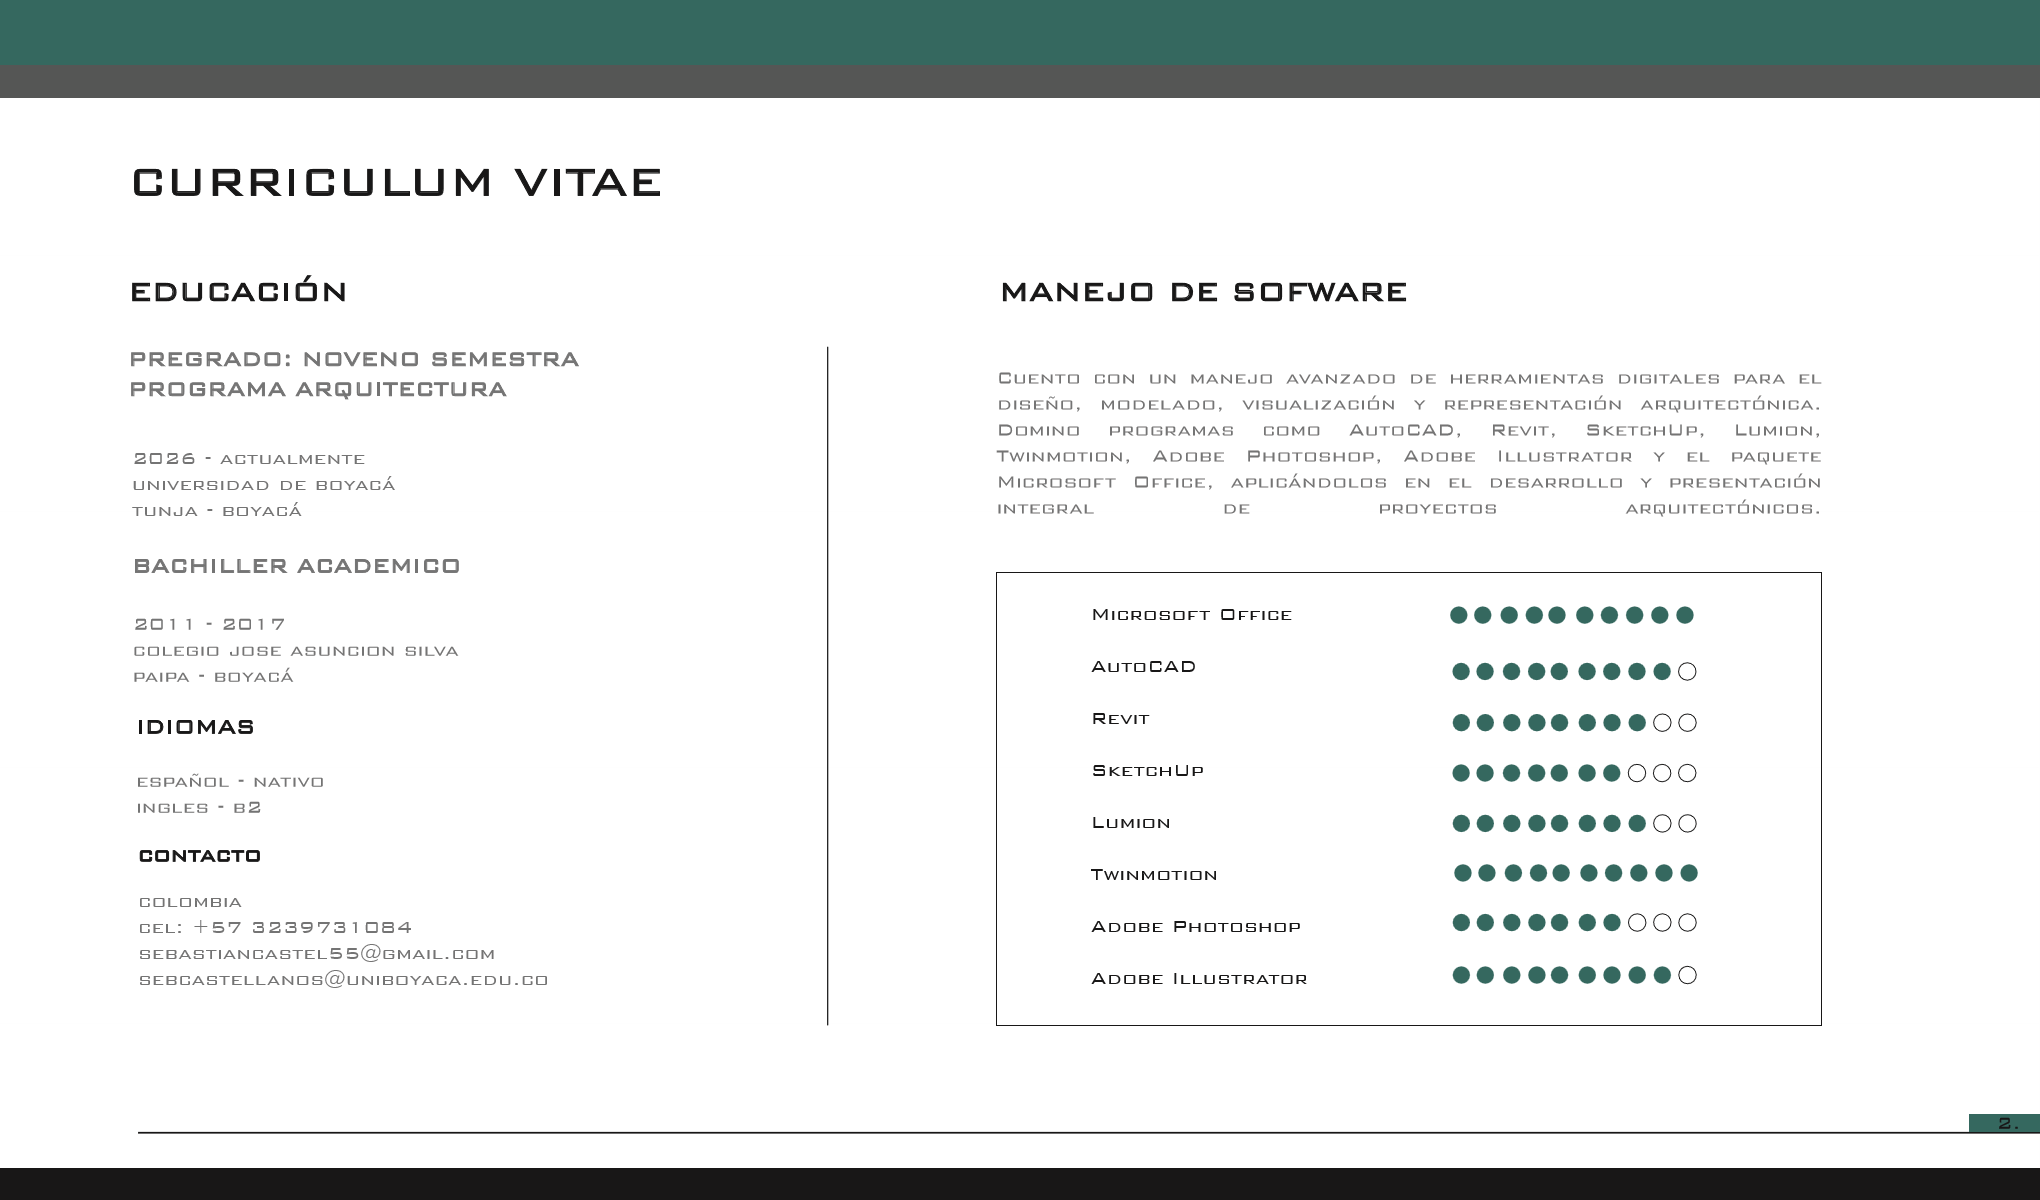 CURRICULUM VITAE
EDUCACIÓN
PREGRADO: NOVENO SEMESTRA
PROGRAMA ARQUITECTURA
2026 - ACTUALMENTE
UNIVERSIDAD DE BOYACÁ
TUNJA - BOYACÁ
BACHILLER ACADEMICO
2011 - 2017
COLEGIO JOSE ASUNCION SILVA
PAIPA - BOYACÁ
IDIOMAS
ESPAÑOL - NATIVO
INGLES - B2
CONTACTO
COLOMBIA
CEL: +57 3239731084
SEBASTIANCASTEL55@GMAIL.COM
SEBCASTELLANOS@UNIBOYACA.EDU.CO
MANEJO DE SOFWARE
Cuento con un manejo avanzado de herramientas digitales para el
diseño, modelado, visualización y representación arquitectónica.
Domino programas como AutoCAD, Revit, SketchUp, Lumion,
Twinmotion, Adobe Photoshop, Adobe Illustrator y el paquete
Microsoft Office, aplicándolos en el desarrollo y presentación
integral de proyectos arquitectónicos.
Microsoft Office
AutoCAD
Revit
SketchUp
Lumion
Twinmotion
Adobe Photoshop
Adobe Illustrator
2.